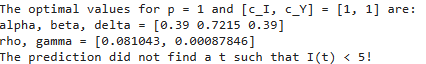 The optimal values for p = 1 and [c_I, c_Y] = [1, 1] are:
alpha, beta, delta = [0.39 0.7215 0.39]
rho, gamma = [0.081043, 0.00087846]
The prediction did not find a t such that I(t) < 5!